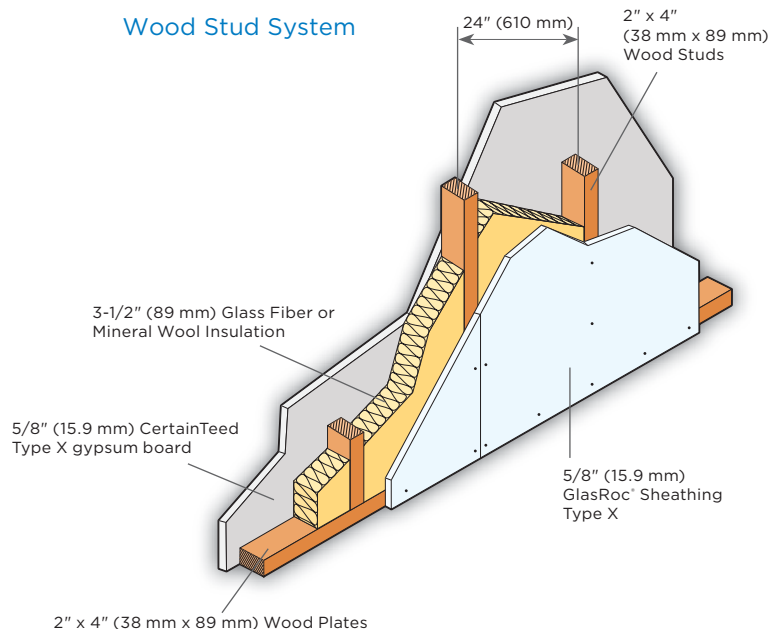 Wood Stud System
24" (610 mm)
2" x 4"
(38 mm x 89 mm)
Wood Studs
3-1/2" (89 mm) Glass Fiber or
Mineral Wool Insulation
5/8" (15.9 mm) CertainTeed
Type X gypsum board
5/8" (15.9 mm)
GlasRoc® Sheathing
Type X
2" x 4" (38 mm x 89 mm) Wood Plates